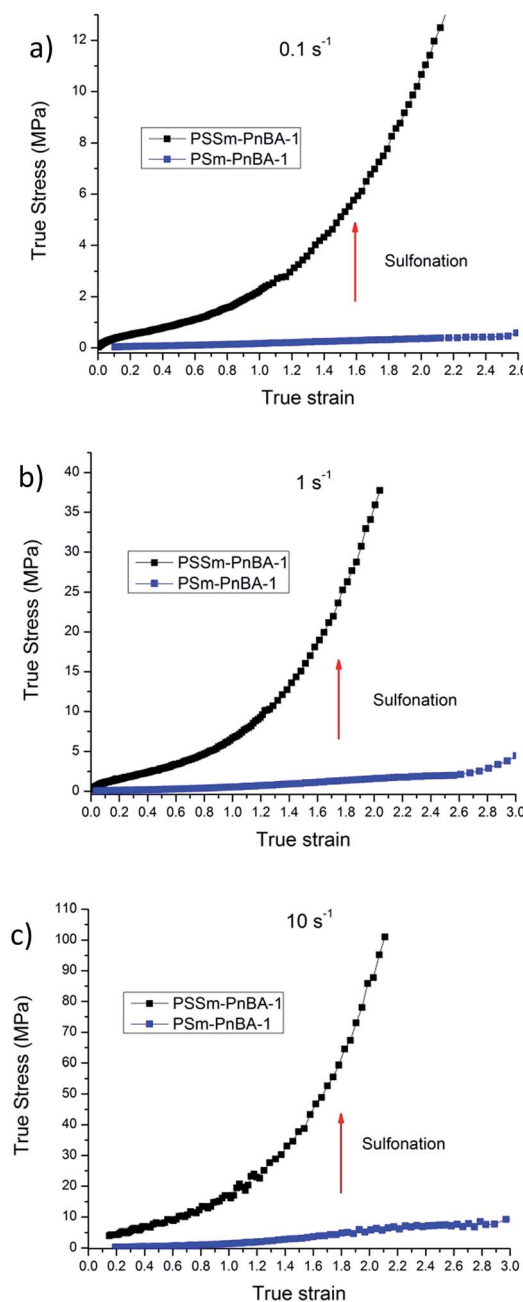 a)
0.1 s⁻¹
PSSm-PnBA-1
PSm-PnBA-1
Sulfonation
True Stress (MPa)
12
10
8
6
4
2
0
0.0 0.2 0.4 0.6 0.8 1.0 1.2 1.4 1.6 1.8 2.0 2.2 2.4 2.6
True strain
b)
1 s⁻¹
PSSm-PnBA-1
PSm-PnBA-1
Sulfonation
True Stress (MPa)
40
35
30
25
20
15
10
5
0
0.0 0.2 0.4 0.6 0.8 1.0 1.2 1.4 1.6 1.8 2.0 2.2 2.4 2.6 2.8 3.0
True strain
c)
10 s⁻¹
PSSm-PnBA-1
PSm-PnBA-1
Sulfonation
True Stress (MPa)
110
100
90
80
70
60
50
40
30
20
10
0
0.0 0.2 0.4 0.6 0.8 1.0 1.2 1.4 1.6 1.8 2.0 2.2 2.4 2.6 2.8 3.0
True strain